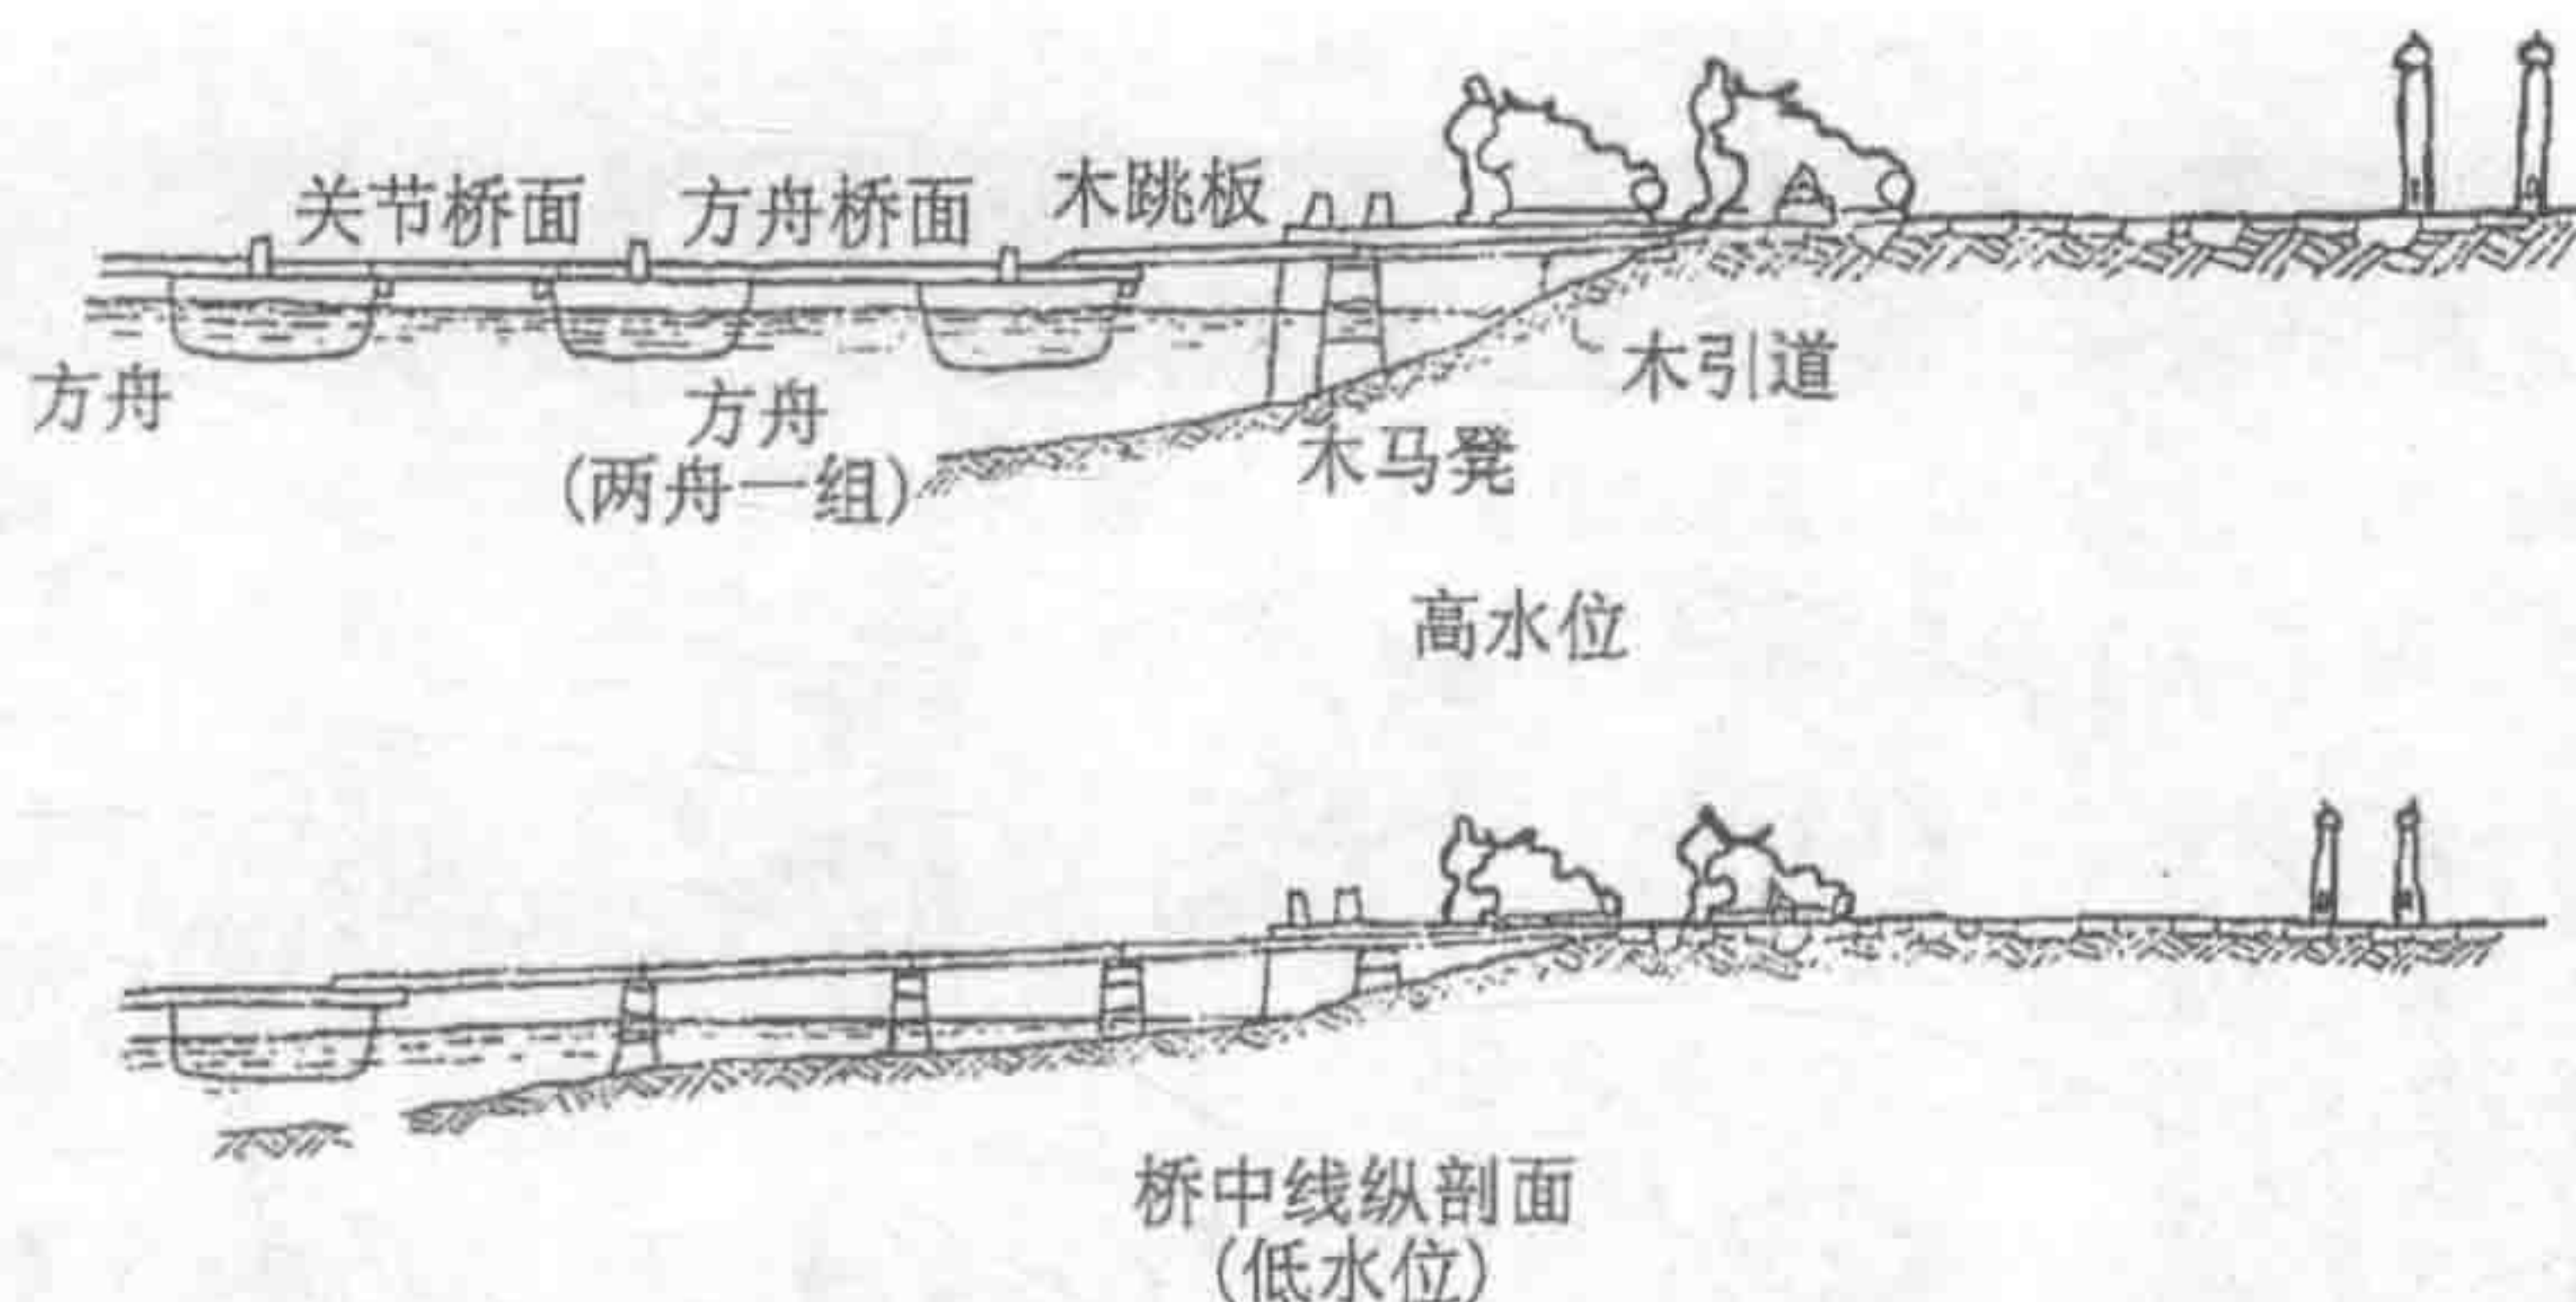 关节桥面
方舟桥面
木跳板
方舟
方舟
(两舟一组)
木引道
木马凳
高水位
桥中线纵剖面
(低水位)